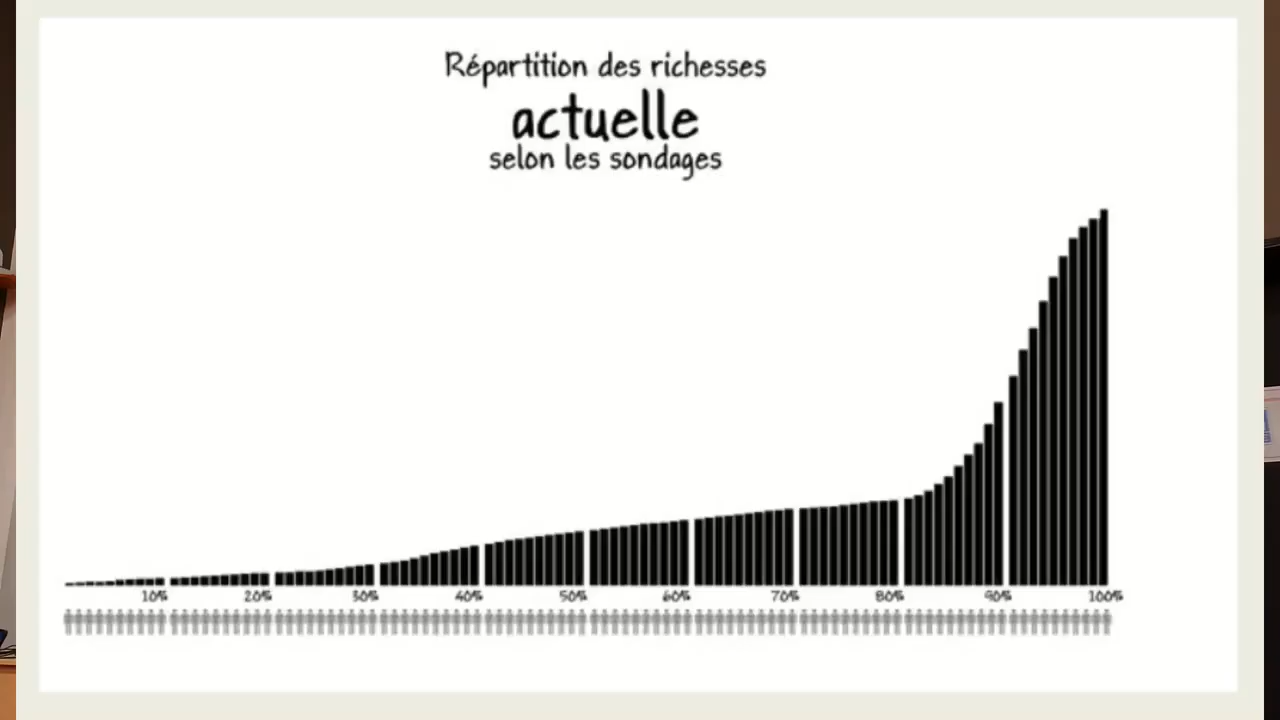 Répartition des richesses
actuelle
selon les sondages
10% 20% 30% 40% 50% 60% 70% 80% 90% 100%